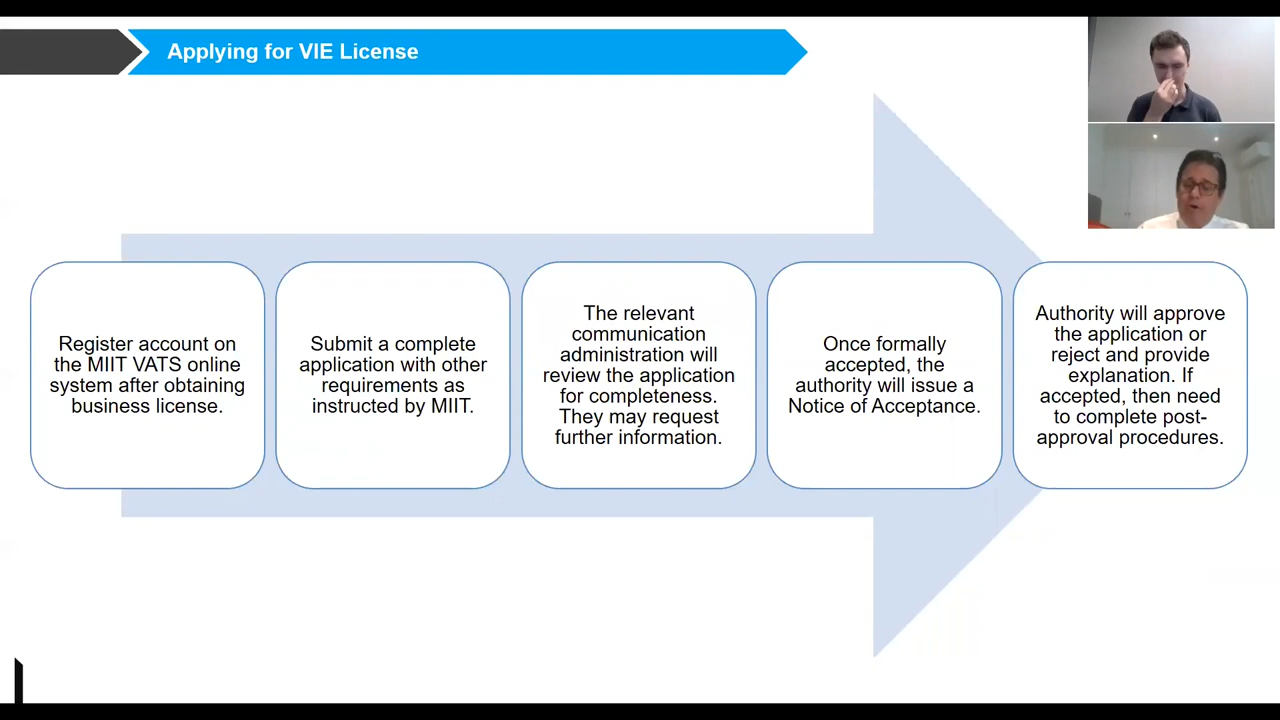 Applying for VIE License
Register account on
the MIIT VATS online
system after obtaining
business license.
Submit a complete
application with other
requirements as
instructed by MIIT.
The relevant
communication
administration will
review the application
for completeness.
They may request
further information.
Once formally
accepted, the
authority will issue a
Notice of Acceptance.
Authority will approve
the application or
reject and provide
explanation. If
accepted, then need
to complete post-
approval procedures.